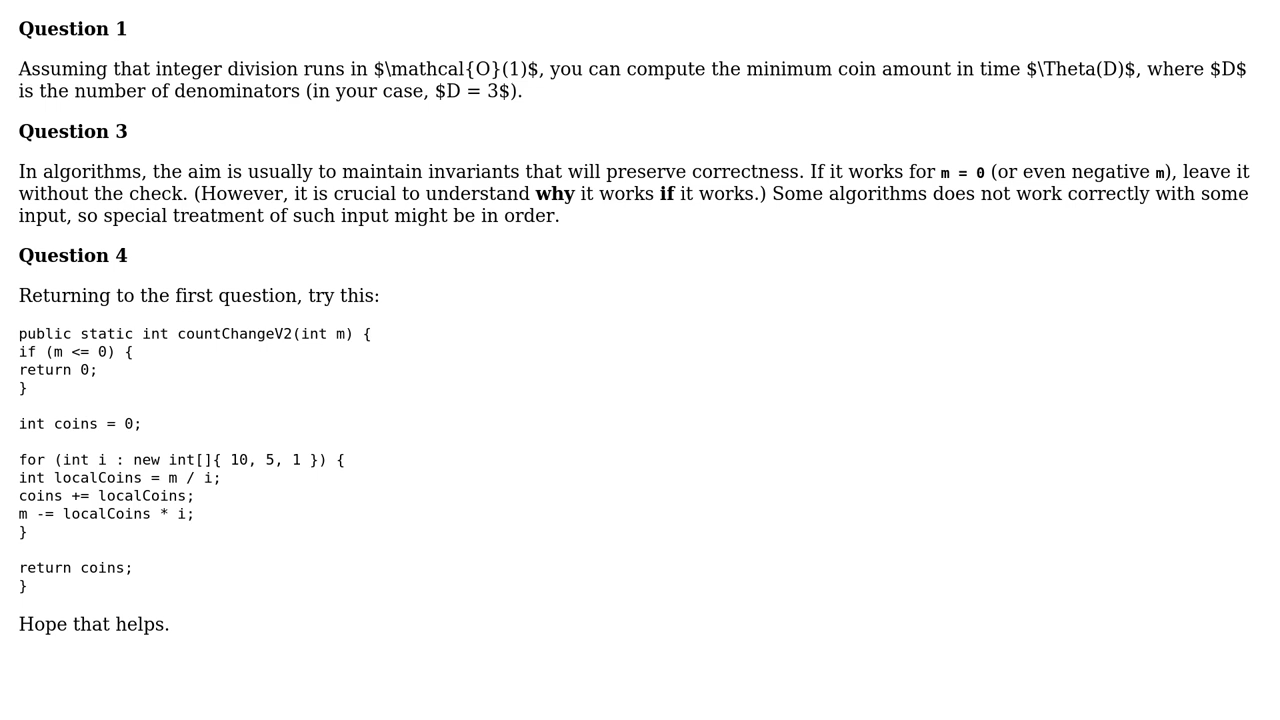 Question 1
Assuming that integer division runs in $\mathcal{O}(1)$, you can compute the minimum coin amount in time $\Theta(D)$, where $D$
is the number of denominators (in your case, $D = 3$).
Question 3
In algorithms, the aim is usually to maintain invariants that will preserve correctness. If it works for m = 0 (or even negative m), leave it
without the check. (However, it is crucial to understand why it works if it works.) Some algorithms does not work correctly with some
input, so special treatment of such input might be in order.
Question 4
Returning to the first question, try this:
public static int countChangeV2(int m) {
if (m <= 0) {
return 0;
}
int coins = 0;
for (int i : new int[]{ 10, 5, 1 }) {
int localCoins = m / i;
coins += localCoins;
m -= localCoins * i;
}
return coins;
}
Hope that helps.